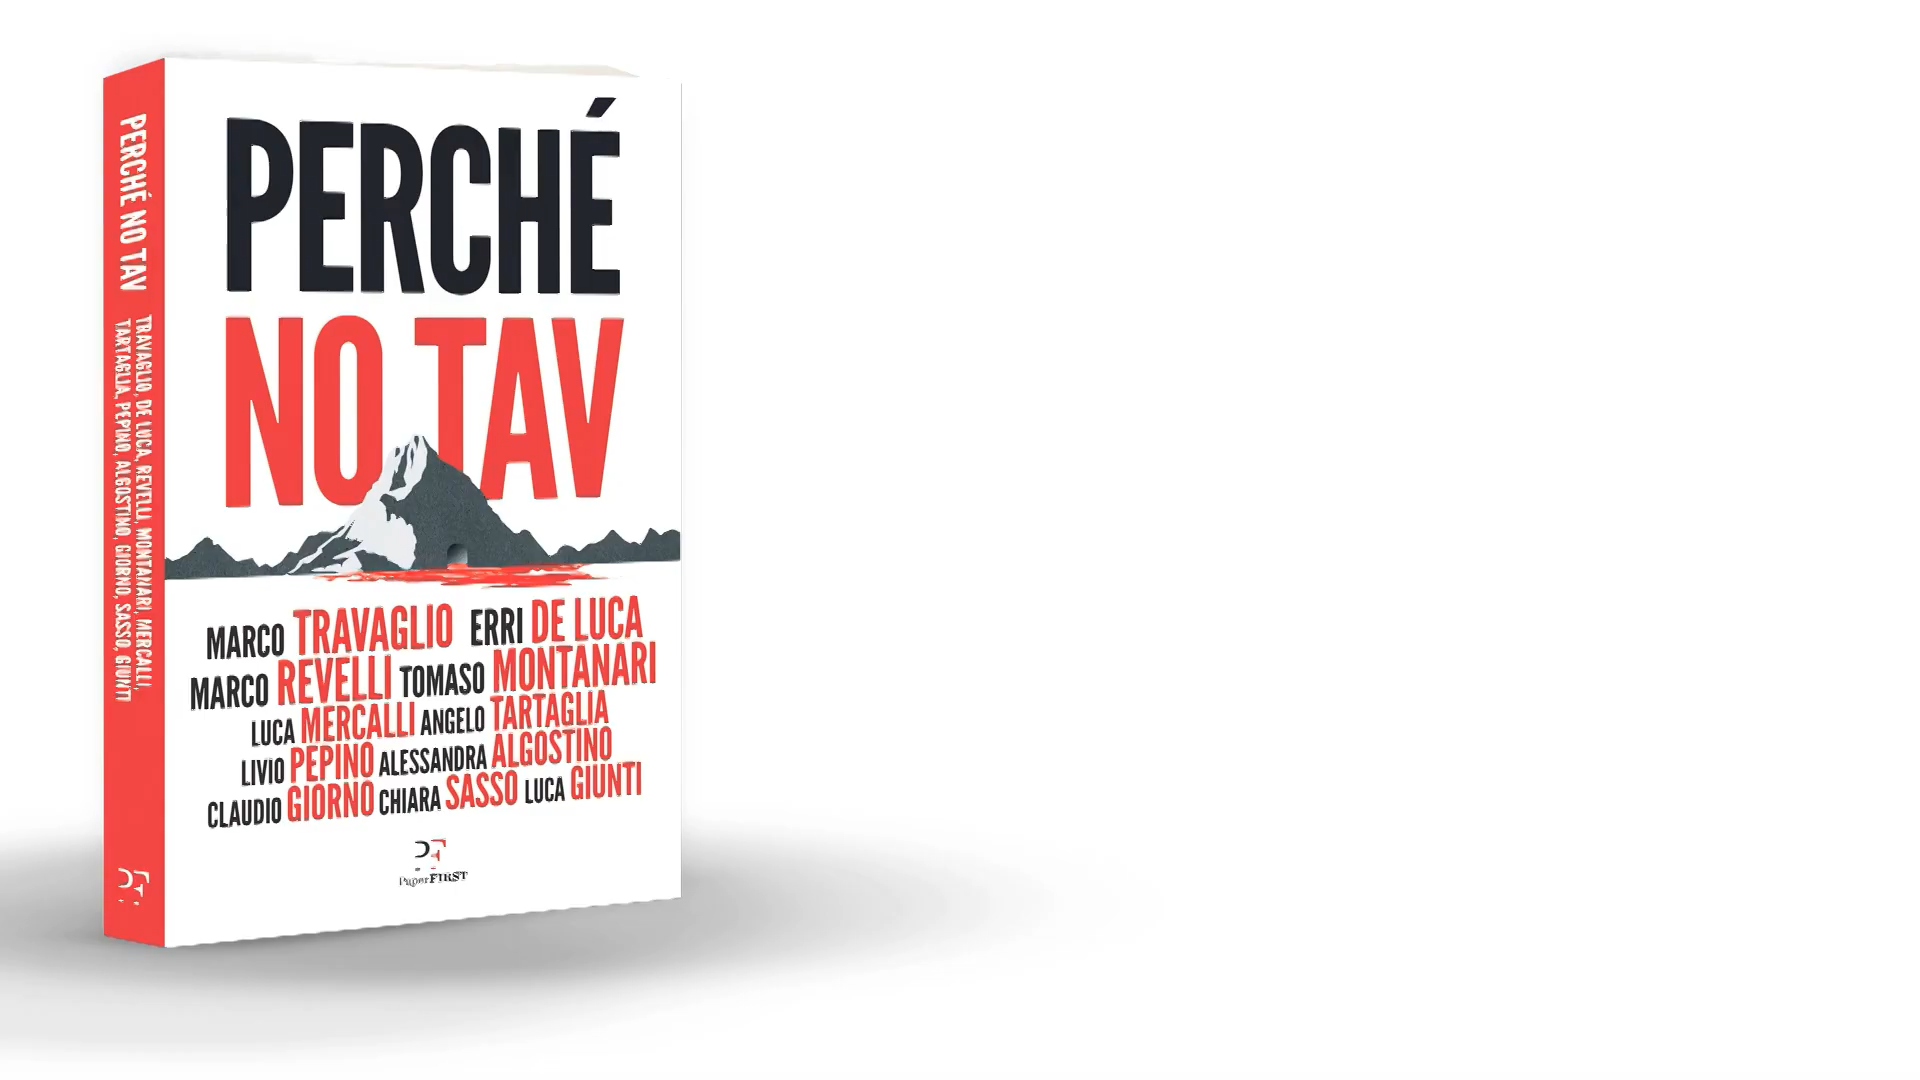 PERCHÉ NO TAV
TRAVAGLIO, DE LUCA, REVELLI, MONTANARI, MERCALLI,
TARTAGLIA, PEPINO, ALGOSTINO, GIORNO, SASSO, GIUNTI
PF
PERCHÉ
NO TAV
MARCO TRAVAGLIO ERRI DE LUCA
MARCO REVELLI TOMASO MONTANARI
LUCA MERCALLI ANGELO TARTAGLIA
LIVIO PEPINO ALESSANDRA ALGOSTINO
CLAUDIO GIORNO CHIARA SASSO LUCA GIUNTI
PF
PaperFIRST